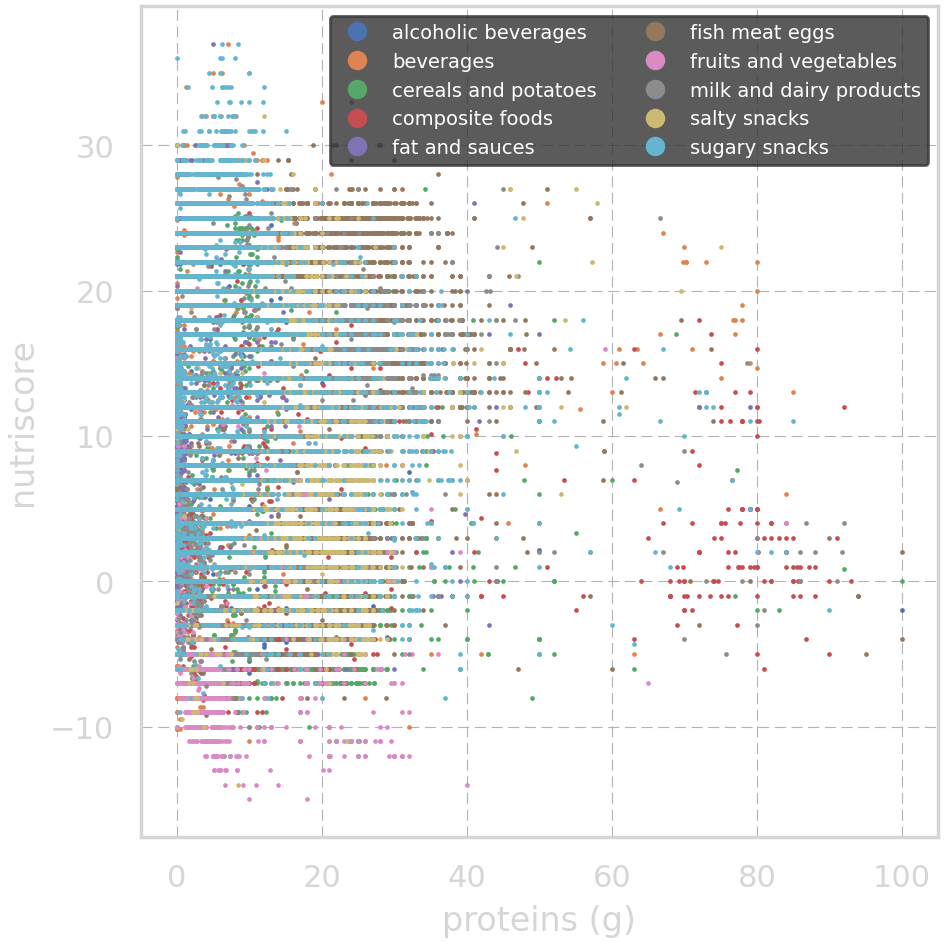 alcoholic beverages
beverages
cereals and potatoes
composite foods
fat and sauces
fish meat eggs
fruits and vegetables
milk and dairy products
salty snacks
sugary snacks
nutriscore
30
20
10
0
−10
0 20 40 60 80 100
proteins (g)